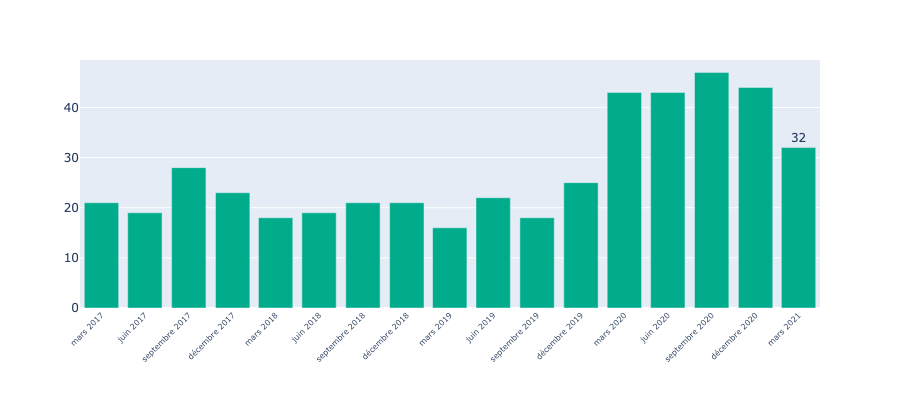 40
30
20
10
0
32
mars 2017
juin 2017
septembre 2017
décembre 2017
mars 2018
juin 2018
septembre 2018
décembre 2018
mars 2019
juin 2019
septembre 2019
décembre 2019
mars 2020
juin 2020
septembre 2020
décembre 2020
mars 2021